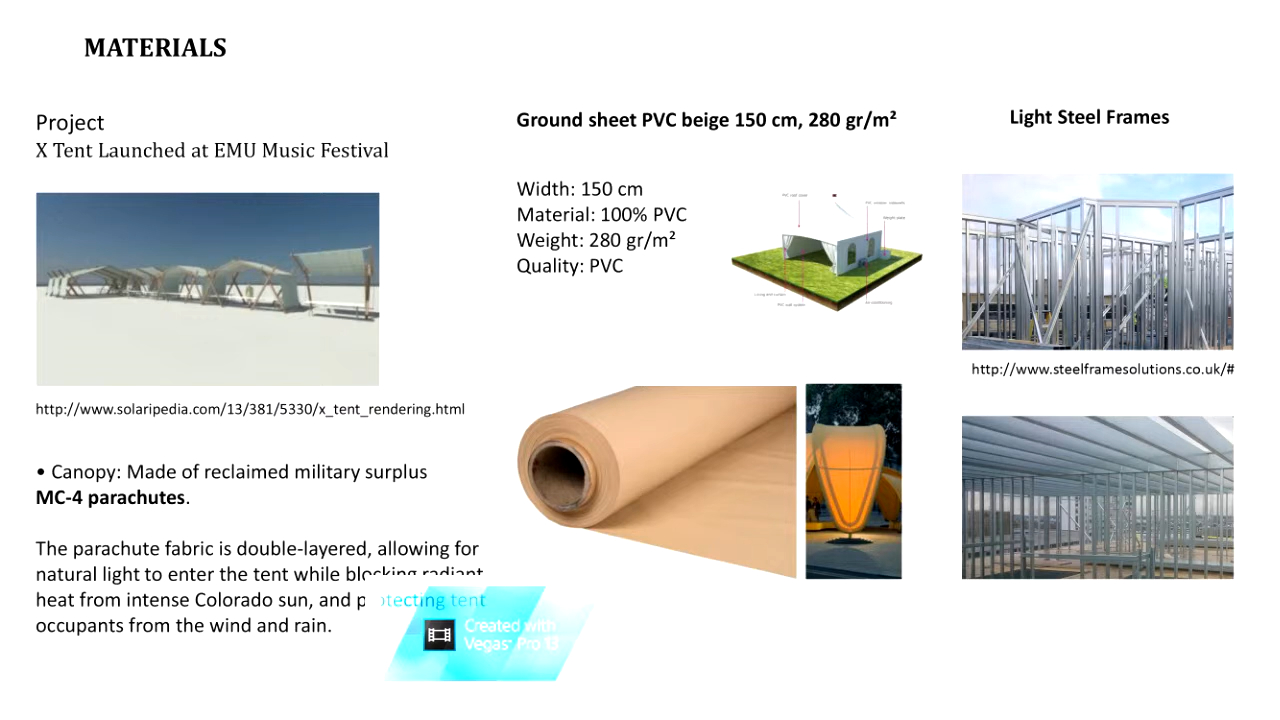 MATERIALS
Project
X Tent Launched at EMU Music Festival
http://www.solaripedia.com/13/381/5330/x_tent_rendering.html
• Canopy: Made of reclaimed military surplus
MC-4 parachutes.
The parachute fabric is double-layered, allowing for
natural light to enter the tent while blocking radiant
heat from intense Colorado sun, and protecting tent
occupants from the wind and rain.
Created with
Vegas Pro 13
Ground sheet PVC beige 150 cm, 280 gr/m²
Width: 150 cm
Material: 100% PVC
Weight: 280 gr/m²
Quality: PVC
Light Steel Frames
http://www.steelframesolutions.co.uk/#